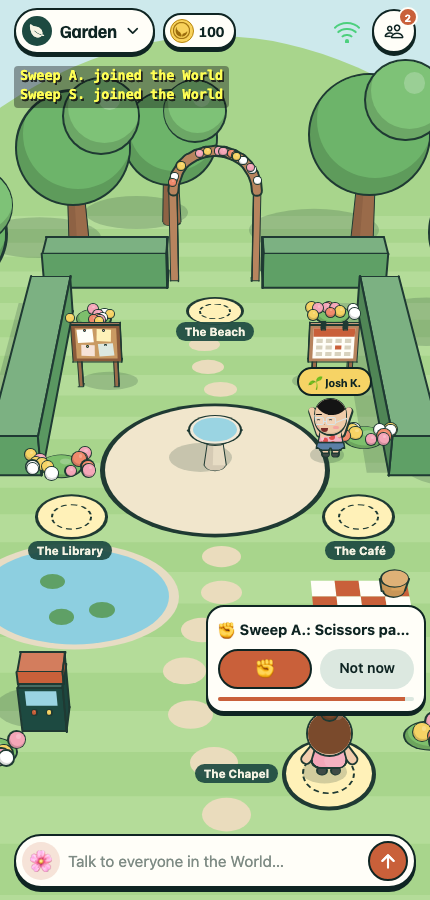 Garden
100
2
Sweep A. joined the World
Sweep S. joined the World
The Beach
Josh K.
The Library
The Café
Sweep A.: Scissors pa...
Not now
The Chapel
Talk to everyone in the World...